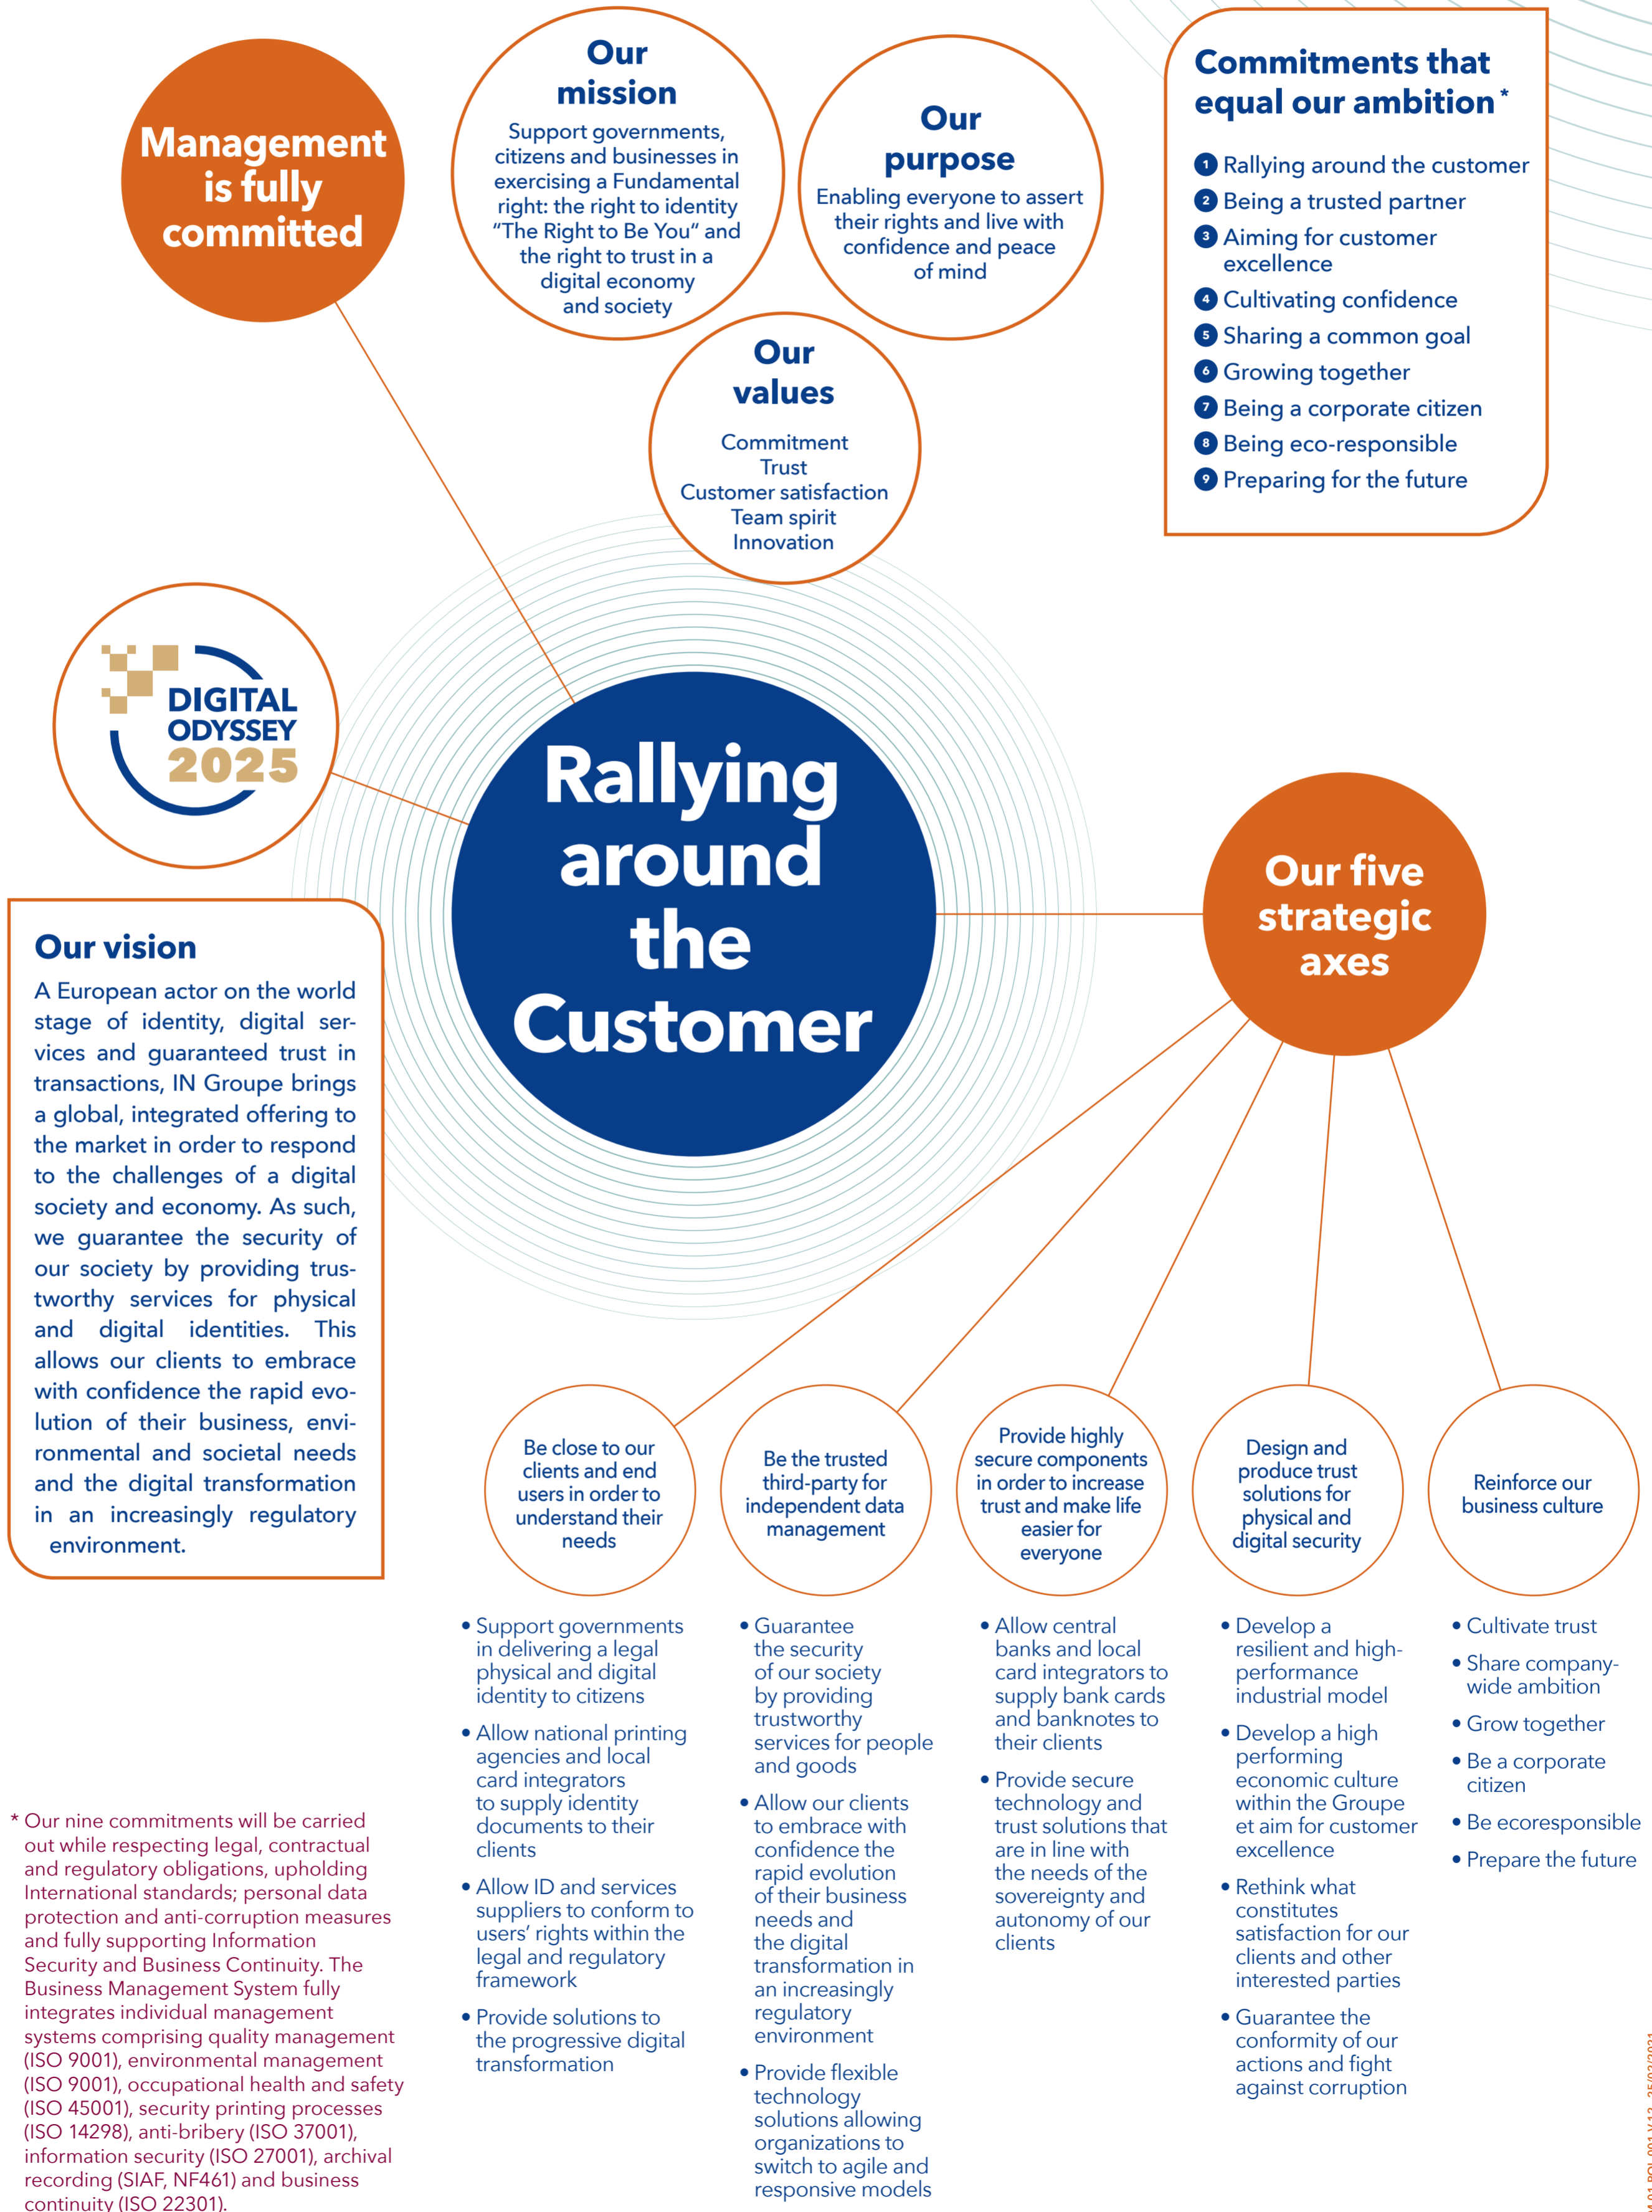 Management
is fully
committed
Our
mission
Support governments,
citizens and businesses in
exercising a Fundamental
right: the right to identity
“The Right to Be You” and
the right to trust in a
digital economy
and society
Our
purpose
Enabling everyone to assert
their rights and live with
confidence and peace
of mind
Our
values
Commitment
Trust
Customer satisfaction
Team spirit
Innovation
Commitments that
equal our ambition*
1 Rallying around the customer
2 Being a trusted partner
3 Aiming for customer
excellence
4 Cultivating confidence
5 Sharing a common goal
6 Growing together
7 Being a corporate citizen
8 Being eco-responsible
9 Preparing for the future
DIGITAL
ODYSSEY
2025
Rallying
around
the
Customer
Our five
strategic
axes
Our vision
A European actor on the world
stage of identity, digital ser-
vices and guaranteed trust in
transactions, IN Groupe brings
a global, integrated offering to
the market in order to respond
to the challenges of a digital
society and economy. As such,
we guarantee the security of
our society by providing trus-
tworthy services for physical
and digital identities. This
allows our clients to embrace
with confidence the rapid evo-
lution of their business, envi-
ronmental and societal needs
and the digital transformation
in an increasingly regulatory
environment.
Be close to our
clients and end
users in order to
understand their
needs
• Support governments
in delivering a legal
physical and digital
identity to citizens
• Allow national printing
agencies and local
card integrators
to supply identity
documents to their
clients
• Allow ID and services
suppliers to conform to
users’ rights within the
legal and regulatory
framework
• Provide solutions to
the progressive digital
transformation
Be the trusted
third-party for
independent data
management
• Guarantee
the security
of our society
by providing
trustworthy
services for people
and goods
• Allow our clients
to embrace with
confidence the
rapid evolution
of their business
needs and
the digital
transformation in
an increasingly
regulatory
environment
• Provide flexible
technology
solutions allowing
organizations to
switch to agile and
responsive models
Provide highly
secure components
in order to increase
trust and make life
easier for
everyone
• Allow central
banks and local
card integrators to
supply bank cards
and banknotes to
their clients
• Provide secure
technology and
trust solutions that
are in line with
the needs of the
sovereignty and
autonomy of our
clients
Design and
produce trust
solutions for
physical and
digital security
• Develop a
resilient and high-
performance
industrial model
• Develop a high
performing
economic culture
within the Groupe
et aim for customer
excellence
• Rethink what
constitutes
satisfaction for our
clients and other
interested parties
• Guarantee the
conformity of our
actions and fight
against corruption
Reinforce our
business culture
• Cultivate trust
• Share company-
wide ambition
• Grow together
• Be a corporate
citizen
• Be ecoresponsible
• Prepare the future
* Our nine commitments will be carried
out while respecting legal, contractual
and regulatory obligations, upholding
International standards; personal data
protection and anti-corruption measures
and fully supporting Information
Security and Business Continuity. The
Business Management System fully
integrates individual management
systems comprising quality management
(ISO 9001), environmental management
(ISO 9001), occupational health and safety
(ISO 45001), security printing processes
(ISO 14298), anti-bribery (ISO 37001),
information security (ISO 27001), archival
recording (SIAF, NF461) and business
continuity (ISO 22301).